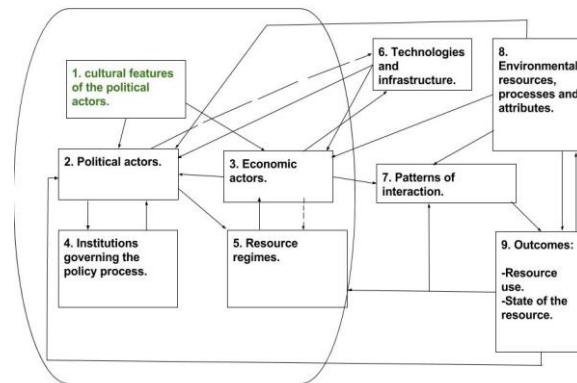 1. cultural features
of the political
actors.
6. Technologies
and
infrastructure.
8.
Environmental
resources,
processes and
attributes.
2. Political actors.
3. Economic
actors.
7. Patterns of
interaction.
4. Institutions
governing the
policy process.
5. Resource
regimes.
9. Outcomes:
-Resource
use.
-State of the
resource.